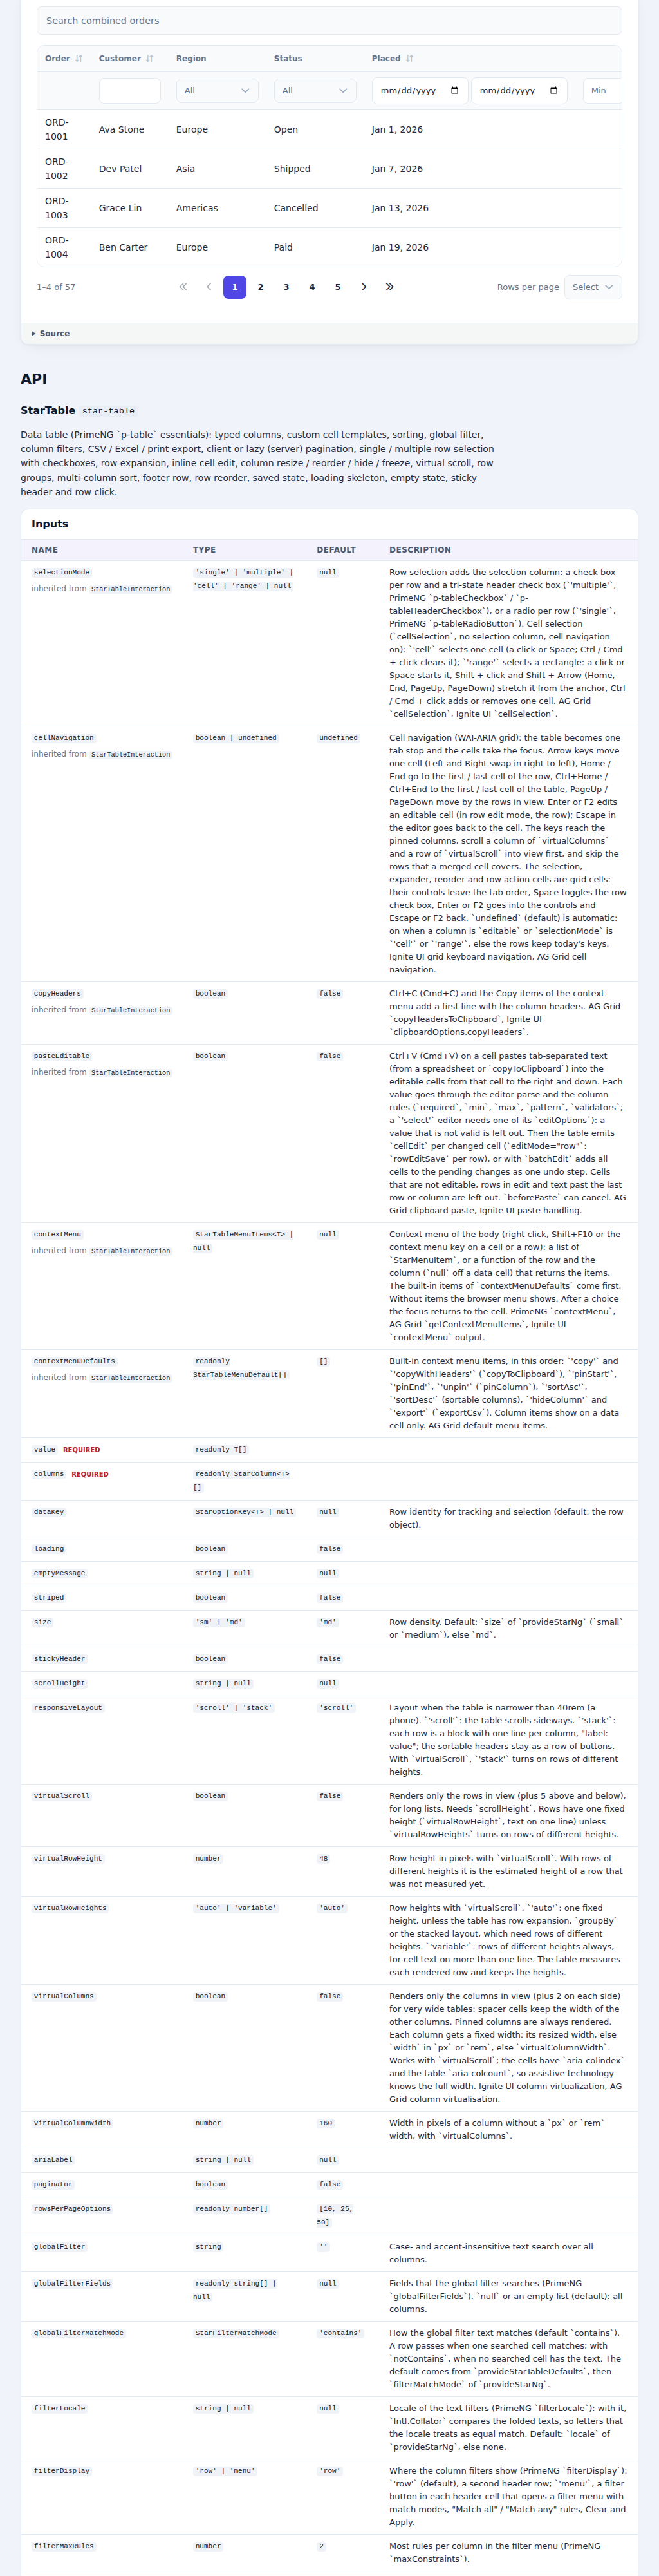 Search combined orders
Order Customer Region Status Placed
All All mm/dd/yyyy mm/dd/yyyy Min
ORD-
1001 Ava Stone Europe Open Jan 1, 2026
ORD-
1002 Dev Patel Asia Shipped Jan 7, 2026
ORD-
1003 Grace Lin Americas Cancelled Jan 13, 2026
ORD-
1004 Ben Carter Europe Paid Jan 19, 2026
1–4 of 57 1 2 3 4 5 Rows per page Select
Source
API
StarTable star-table
Data table (PrimeNG `p-table` essentials): typed columns, custom cell templates, sorting, global filter,
column filters, CSV / Excel / print export, client or lazy (server) pagination, single / multiple row selection
with checkboxes, row expansion, inline cell edit, column resize / reorder / hide / freeze, virtual scroll, row
groups, multi-column sort, footer row, row reorder, saved state, loading skeleton, empty state, sticky
header and row click.
Inputs
NAME TYPE DEFAULT DESCRIPTION
selectionMode 'single' | 'multiple' | null Row selection adds the selection column: a check box
inherited from StarTableInteraction 'cell' | 'range' | null per row and a tri-state header check box (`'multiple'`,
PrimeNG `p-tableCheckbox` / `p-
tableHeaderCheckbox`), or a radio per row (`'single'`,
PrimeNG `p-tableRadioButton`). Cell selection
(`cellSelection`, no selection column, cell navigation
on): `'cell'` selects one cell (a click or Space; Ctrl / Cmd
+ click clears it); `'range'` selects a rectangle: a click or
Space starts it, Shift + click and Shift + Arrow (Home,
End, PageUp, PageDown) stretch it from the anchor, Ctrl
/ Cmd + click adds or removes one cell. AG Grid
`cellSelection`, Ignite UI `cellSelection`.
cellNavigation boolean | undefined undefined Cell navigation (WAI-ARIA grid): the table becomes one
inherited from StarTableInteraction tab stop and the cells take the focus. Arrow keys move
one cell (Left and Right swap in right-to-left), Home /
End go to the first / last cell of the row, Ctrl+Home /
Ctrl+End to the first / last cell of the table, PageUp /
PageDown move by the rows in view. Enter or F2 edits
an editable cell (in row edit mode, the row); Escape in
the editor goes back to the cell. The keys reach the
pinned columns, scroll a column of `virtualColumns`
and a row of `virtualScroll` into view first, and skip the
rows that a merged cell covers. The selection,
expander, reorder and row action cells are grid cells:
their controls leave the tab order, Space toggles the row
check box, Enter or F2 goes into the controls and
Escape or F2 back. `undefined` (default) is automatic:
on when a column is `editable` or `selectionMode` is
`'cell'` or `'range'`, else the rows keep today's keys.
Ignite UI grid keyboard navigation, AG Grid cell
navigation.
copyHeaders boolean false Ctrl+C (Cmd+C) and the Copy items of the context
inherited from StarTableInteraction menu add a first line with the column headers. AG Grid
`copyHeadersToClipboard`, Ignite UI
`clipboardOptions.copyHeaders`.
pasteEditable boolean false Ctrl+V (Cmd+V) on a cell pastes tab-separated text
inherited from StarTableInteraction (from a spreadsheet or `copyToClipboard`) into the
editable cells from that cell to the right and down. Each
value goes through the editor parse and the column
rules (`required`, `min`, `max`, `pattern`, `validators`;
a `'select'` editor needs one of its `editOptions`): a
value that is not valid is left out. Then the table emits
`cellEdit` per changed cell (`editMode="row"`:
`rowEditSave` per row), or with `batchEdit` adds all
cells to the pending changes as one undo step. Cells
that are not editable, rows in edit and text past the last
row or column are left out. `beforePaste` can cancel. AG
Grid clipboard paste, Ignite UI paste handling.
contextMenu StarTableMenuItems<T> | null Context menu of the body (right click, Shift+F10 or the
inherited from StarTableInteraction null context menu key on a cell or a row): a list of
`StarMenuItem`, or a function of the row and the
column (`null` off a data cell) that returns the items.
The built-in items of `contextMenuDefaults` come first.
Without items the browser menu shows. After a choice
the focus returns to the cell. PrimeNG `contextMenu`,
AG Grid `getContextMenuItems`, Ignite UI
`contextMenu` output.
contextMenuDefaults readonly [] Built-in context menu items, in this order: `'copy'` and
inherited from StarTableInteraction StarTableMenuDefault[] `'copyWithHeaders'` (`copyToClipboard`), `'pinStart'`,
`'pinEnd'`, `'unpin'` (`pinColumn`), `'sortAsc'`,
`'sortDesc'` (sortable columns), `'hideColumn'` and
`'export'` (`exportCsv`). Column items show on a data
cell only. AG Grid default menu items.
value REQUIRED readonly T[]
columns REQUIRED readonly StarColumn<T>
[]
dataKey StarOptionKey<T> | null null Row identity for tracking and selection (default: the row
object).
loading boolean false
emptyMessage string | null null
striped boolean false
size 'sm' | 'md' 'md' Row density. Default: `size` of `provideStarNg` (`small`
or `medium`), else `md`.
stickyHeader boolean false
scrollHeight string | null null
responsiveLayout 'scroll' | 'stack' 'scroll' Layout when the table is narrower than 40rem (a
phone). `'scroll'`: the table scrolls sideways. `'stack'`:
each row is a block with one line per column, "label:
value"; the sortable headers stay as a row of buttons.
With `virtualScroll`, `'stack'` turns on rows of different
heights.
virtualScroll boolean false Renders only the rows in view (plus 5 above and below),
for long lists. Needs `scrollHeight`. Rows have one fixed
height (`virtualRowHeight`, text on one line) unless
`virtualRowHeights` turns on rows of different heights.
virtualRowHeight number 48 Row height in pixels with `virtualScroll`. With rows of
different heights it is the estimated height of a row that
was not measured yet.
virtualRowHeights 'auto' | 'variable' 'auto' Row heights with `virtualScroll`. `'auto'`: one fixed
height, unless the table has row expansion, `groupBy`
or the stacked layout, which need rows of different
heights. `'variable'`: rows of different heights always,
for cell text on more than one line. The table measures
each rendered row and keeps the heights.
virtualColumns boolean false Renders only the columns in view (plus 2 on each side)
for very wide tables: spacer cells keep the width of the
other columns. Pinned columns are always rendered.
Each column gets a fixed width: its resized width, else
`width` in `px` or `rem`, else `virtualColumnWidth`.
Works with `virtualScroll`; the cells have `aria-colindex`
and the table `aria-colcount`, so assistive technology
knows the full width. Ignite UI column virtualization, AG
Grid column virtualisation.
virtualColumnWidth number 160 Width in pixels of a column without a `px` or `rem`
width, with `virtualColumns`.
ariaLabel string | null null
paginator boolean false
rowsPerPageOptions readonly number[] [10, 25,
50]
globalFilter string '' Case- and accent-insensitive text search over all
columns.
globalFilterFields readonly string[] | null Fields that the global filter searches (PrimeNG
null `globalFilterFields`). `null` or an empty list (default): all
columns.
globalFilterMatchMode StarFilterMatchMode 'contains' How the global filter text matches (default `contains`).
A row passes when one searched cell matches; with
`notContains`, when no searched cell has the text. The
default comes from `provideStarTableDefaults`, then
`filterMatchMode` of `provideStarNg`.
filterLocale string | null null Locale of the text filters (PrimeNG `filterLocale`): with it,
`Intl.Collator` compares the folded texts, so letters that
the locale treats as equal match. Default: `locale` of
`provideStarNg`, else none.
filterDisplay 'row' | 'menu' 'row' Where the column filters show (PrimeNG `filterDisplay`):
`'row'` (default), a second header row; `'menu'`, a filter
button in each header cell that opens a filter menu with
match modes, "Match all" / "Match any" rules, Clear and
Apply.
filterMaxRules number 2 Most rules per column in the filter menu (PrimeNG
`maxConstraints`).